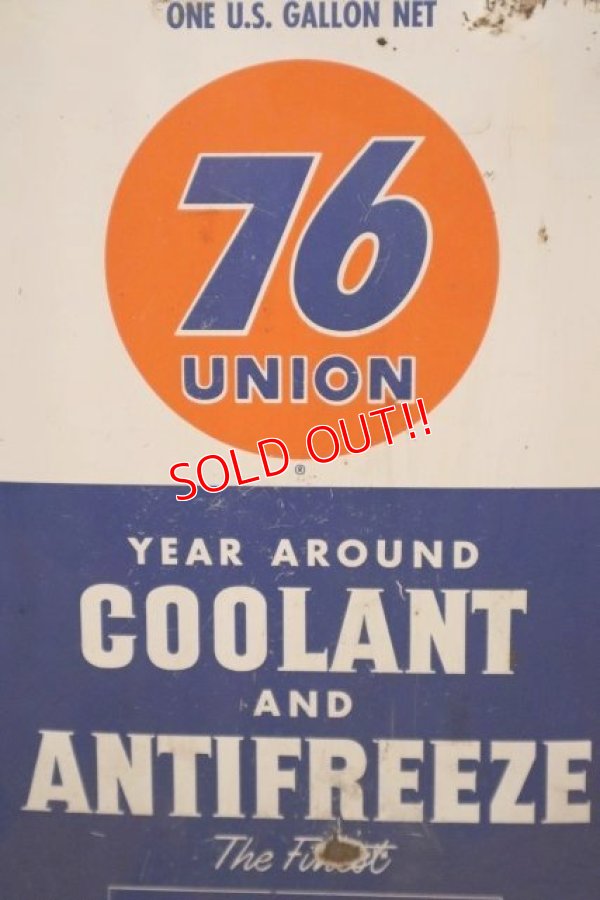 ONE U.S. GALLON NET
76
UNION
SOLD OUT!!
®
YEAR AROUND
COOLANT
AND
ANTIFREEZE
The Finest